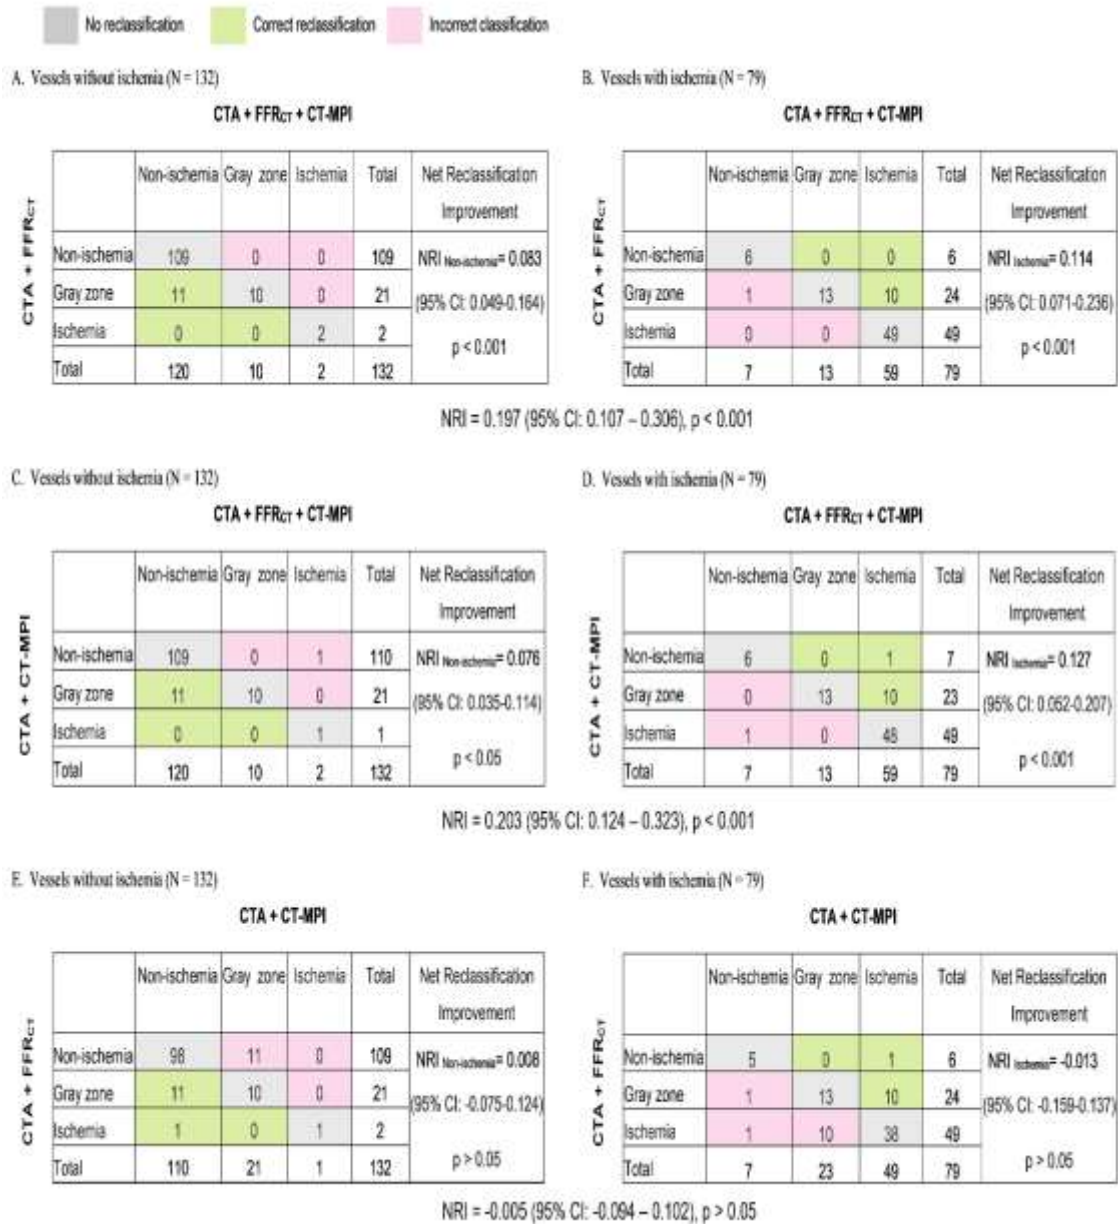 No reclassification Correct reclassification Incorrect classification
A. Vessels without ischemia (N = 132)
CTA + FFRCT + CT-MPI
CTA + FFRCT
Non-ischemia Gray zone Ischemia Total Net Reclassification Improvement
Non-ischemia 109 0 0 109 NRI Non-ischemia= 0.083
Gray zone 11 10 0 21 (95% CI: 0.049-0.164)
Ischemia 0 0 2 2 p < 0.001
Total 120 10 2 132
B. Vessels with ischemia (N = 79)
CTA + FFRCT + CT-MPI
CTA + FFRCT
Non-ischemia Gray zone Ischemia Total Net Reclassification Improvement
Non-ischemia 6 0 0 6 NRI Ischemia= 0.114
Gray zone 1 13 10 24 (95% CI: 0.071-0.236)
Ischemia 0 0 49 49 p < 0.001
Total 7 13 59 79
NRI = 0.197 (95% CI: 0.107 – 0.306), p < 0.001
C. Vessels without ischemia (N = 132)
CTA + FFRCT + CT-MPI
CTA + CT-MPI
Non-ischemia Gray zone Ischemia Total Net Reclassification Improvement
Non-ischemia 109 0 1 110 NRI Non-ischemia= 0.076
Gray zone 11 10 0 21 (95% CI: 0.035-0.114)
Ischemia 0 0 1 1 p < 0.05
Total 120 10 2 132
D. Vessels with ischemia (N = 79)
CTA + FFRCT + CT-MPI
CTA + CT-MPI
Non-ischemia Gray zone Ischemia Total Net Reclassification Improvement
Non-ischemia 6 0 1 7 NRI Ischemia= 0.127
Gray zone 0 13 10 23 (95% CI: 0.052-0.207)
Ischemia 1 0 48 49 p < 0.001
Total 7 13 59 79
NRI = 0.203 (95% CI: 0.124 – 0.323), p < 0.001
E. Vessels without ischemia (N = 132)
CTA + CT-MPI
CTA + FFRCT
Non-ischemia Gray zone Ischemia Total Net Reclassification Improvement
Non-ischemia 98 11 0 109 NRI Non-ischemia= 0.008
Gray zone 11 10 0 21 (95% CI: -0.075-0.124)
Ischemia 1 0 1 2 p > 0.05
Total 110 21 1 132
F. Vessels with ischemia (N = 79)
CTA + CT-MPI
CTA + FFRCT
Non-ischemia Gray zone Ischemia Total Net Reclassification Improvement
Non-ischemia 5 0 1 6 NRI Ischemia= -0.013
Gray zone 1 13 10 24 (95% CI: -0.159-0.137)
Ischemia 1 10 38 49 p > 0.05
Total 7 23 49 79
NRI = -0.005 (95% CI: -0.094 – 0.102), p > 0.05